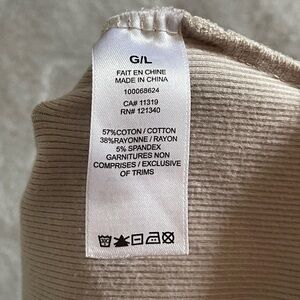 G/L
FAIT EN CHINE
MADE IN CHINA
100068624
CA# 11319
RN# 121340
57%COTON / COTTON
38%RAYONNE / RAYON
5% SPANDEX
GARNITURES NON
COMPRISES / EXCLUSIVE
OF TRIMS